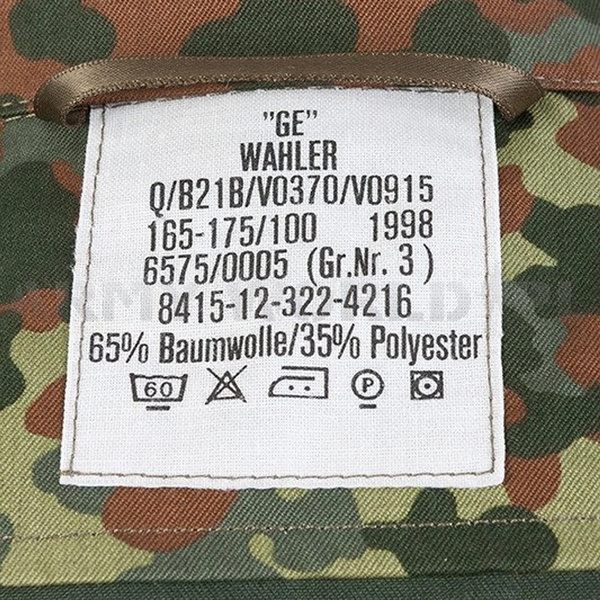 "GE"
WAHLER
Q/B21B/V0370/V0915
165-175/100 1998
6575/0005 (Gr.Nr. 3 )
8415-12-322-4216
65% Baumwolle/35% Polyester
60 P